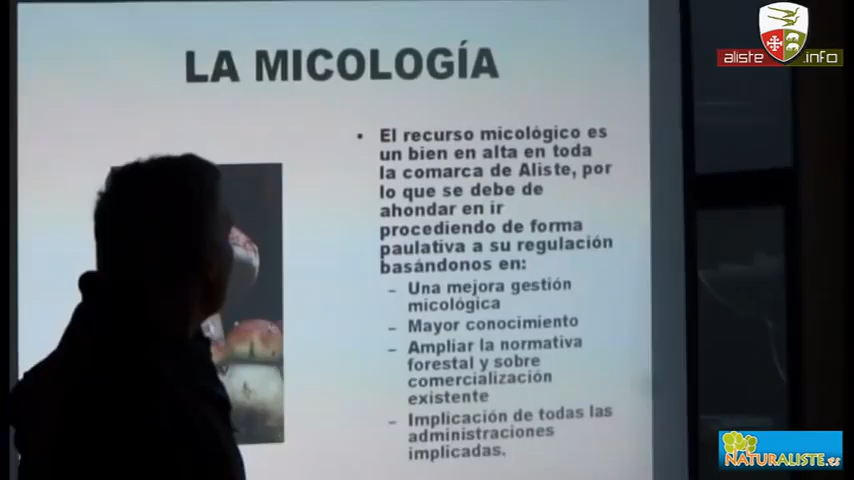 aliste .info
LA MICOLOGÍA
• El recurso micológico es
un bien en alta en toda
la comarca de Aliste, por
lo que se debe de
ahondar en ir
procediendo de forma
paulativa a su regulación
basándonos en:
– Una mejora gestión
micológica
– Mayor conocimiento
– Ampliar la normativa
forestal y sobre
comercialización
existente
– Implicación de todas las
administraciones
implicadas.
NATURALISTE.es